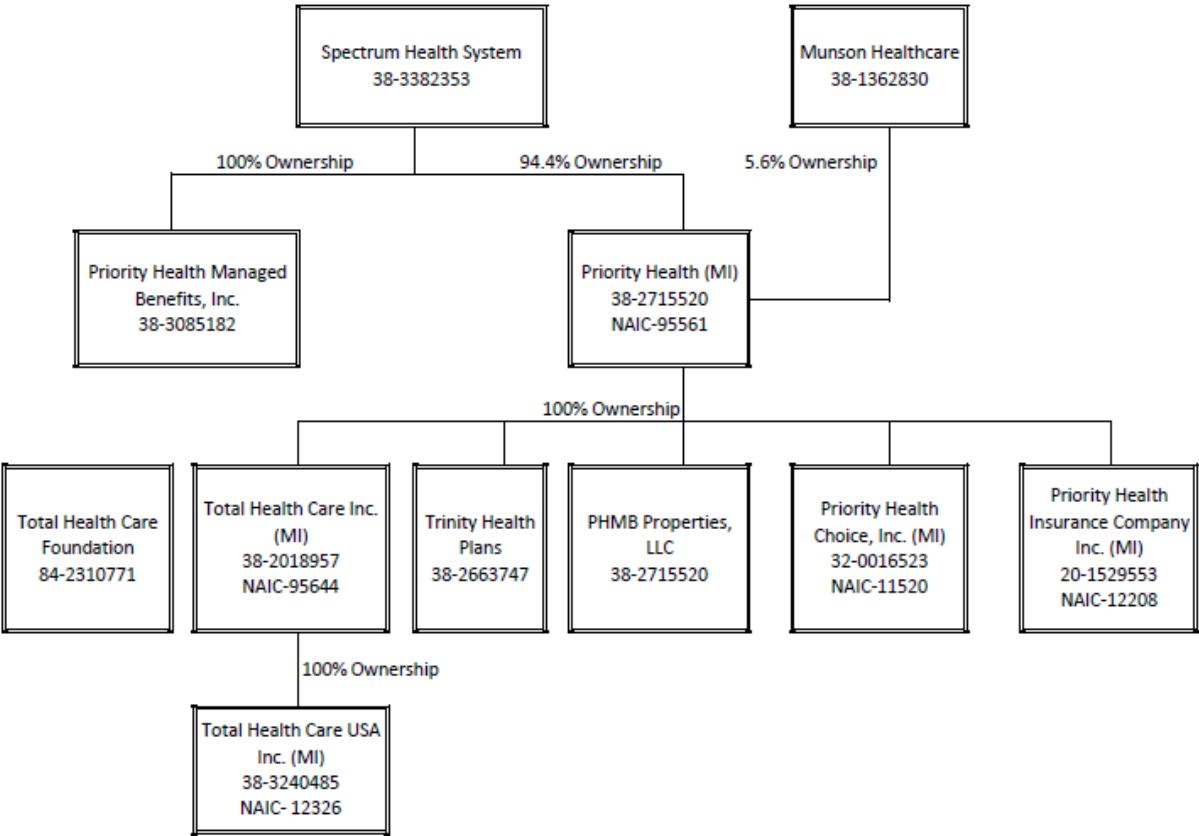 Spectrum Health System
38-3382353
Munson Healthcare
38-1362830
100% Ownership
94.4% Ownership
5.6% Ownership
Priority Health Managed
Benefits, Inc.
38-3085182
Priority Health (MI)
38-2715520
NAIC-95561
100% Ownership
Total Health Care
Foundation
84-2310771
Total Health Care Inc.
(MI)
38-2018957
NAIC-95644
Trinity Health
Plans
38-2663747
PHMB Properties,
LLC
38-2715520
Priority Health
Choice, Inc. (MI)
32-0016523
NAIC-11520
Priority Health
Insurance Company
Inc. (MI)
20-1529553
NAIC-12208
100% Ownership
Total Health Care USA
Inc. (MI)
38-3240485
NAIC- 12326